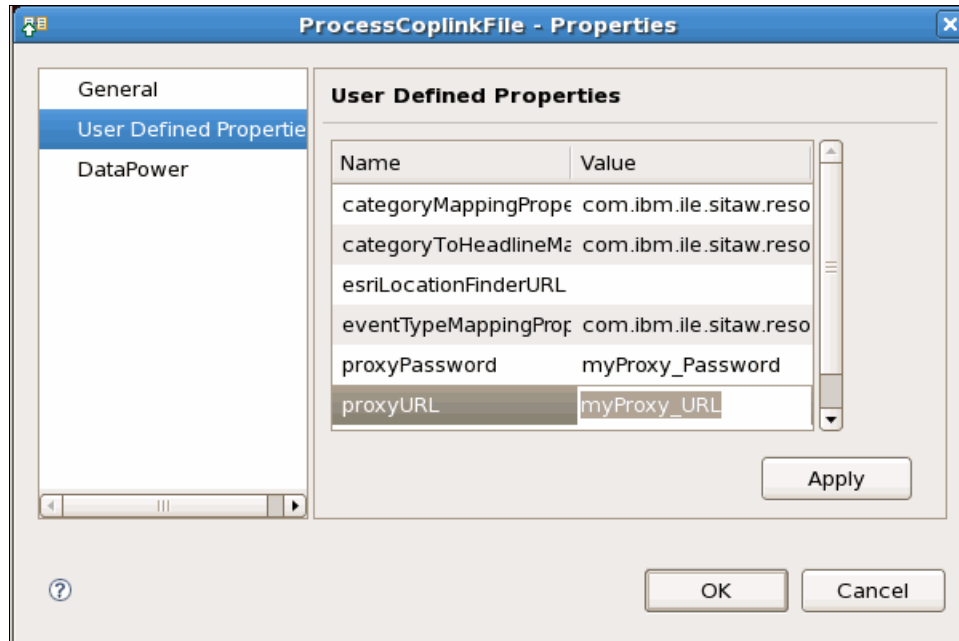 ProcessCoplinkFile - Properties
General
User Defined Propertie
DataPower
User Defined Properties
Name Value
categoryMappingPrope com.ibm.ile.sitaw.reso
categoryToHeadlineMa com.ibm.ile.sitaw.reso
esriLocationFinderURL
eventTypeMappingProp com.ibm.ile.sitaw.reso
proxyPassword myProxy_Password
proxyURL myProxy_URL
Apply
?
OK Cancel